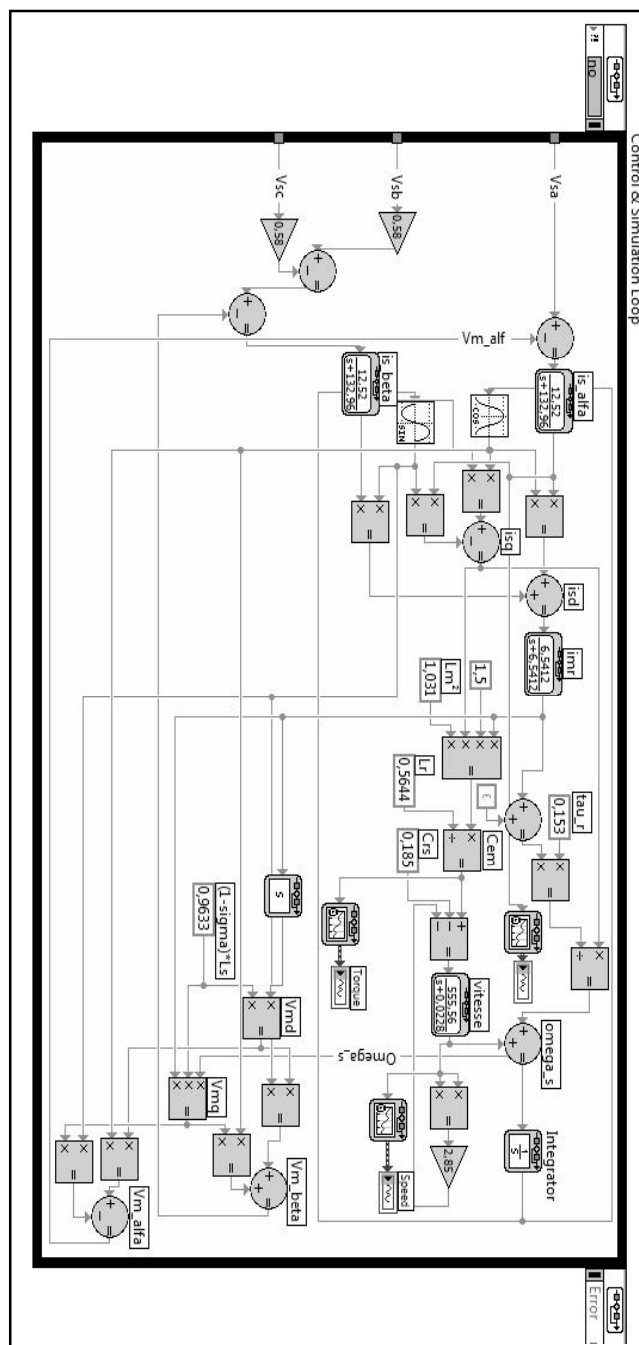 Control & Simulation Loop
no
Error
Vsa
Vsb
Vsc
0,58
0,58
Vm_alf
is_alfa
12.52
s+132.96
is_beta
12.52
s+132.96
COS
SIN
isq
isd
imr
6.5412
s+6.5412
1,5
Lm²
1,031
Lr
0,5644
Cem
Crs
0,185
tau_r
0,153
Torque
vitesse
555.56
s+0.0228
omega_s
Omega_s
Integrator
1
s
2,85
Speed
s
(1-sigma)*Ls
0,9633
Vmd
Vmq
Vm_beta
Vm_alfa